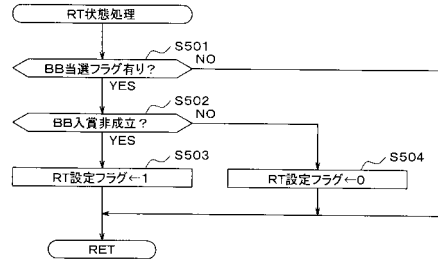 RT状態処理
S501
BB当選フラグ有り?
NO
YES
S502
BB入賞非成立?
NO
YES
S503
RT設定フラグ←1
S504
RT設定フラグ←0
RET